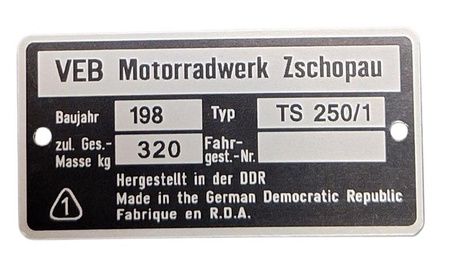 VEB Motorradwerk Zschopau
Baujahr 198 Typ TS 250/1
zul. Ges.-
Masse kg 320 Fahr-
gest.-Nr.
Hergestellt in der DDR
Made in the German Democratic Republic
Fabrique en R.D.A.
1